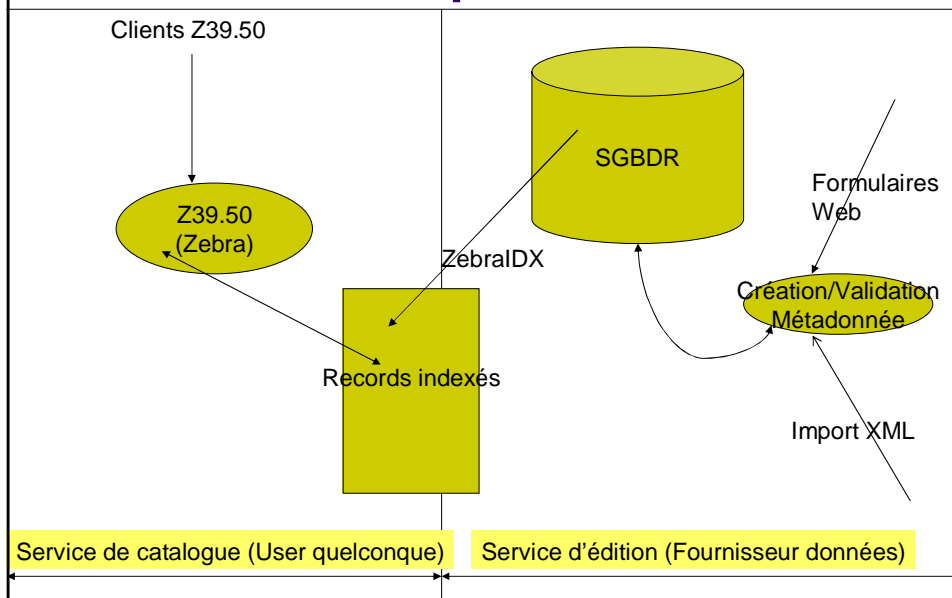 Clients Z39.50
Z39.50
(Zebra)
SGBDR
ZebraIDX
Records indexés
Formulaires
Web
Création/Validation
Métadonnée
Import XML
Service de catalogue (User quelconque)
Service d'édition (Fournisseur données)